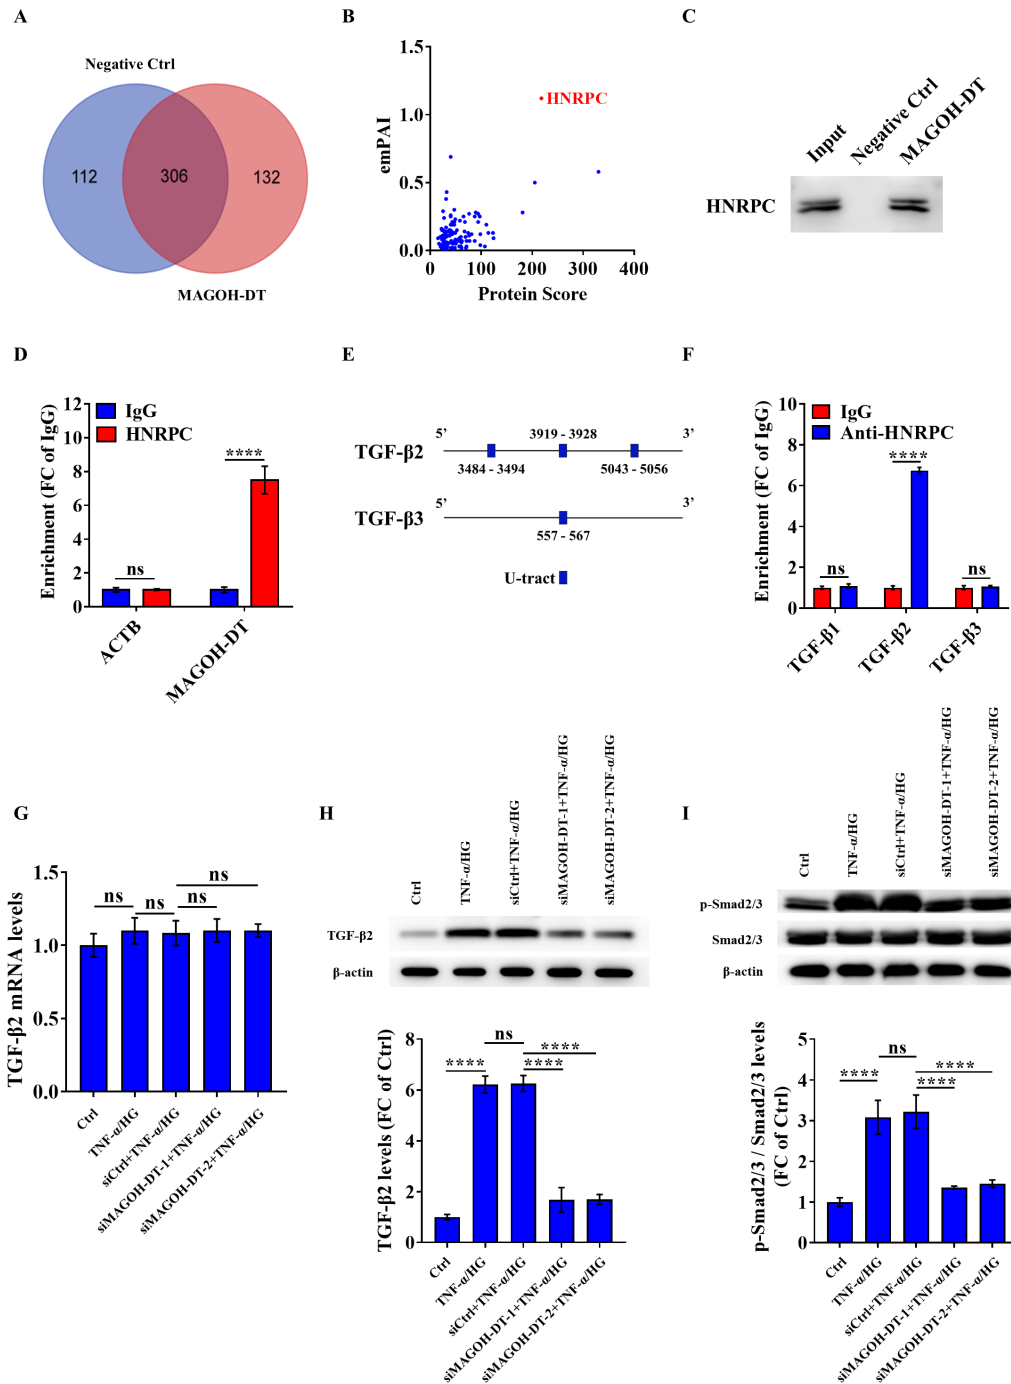 A
Negative Ctrl
112
306
132
MAGOH-DT
B
emPAI
1.5
1.0
0.5
0.0
HNRPC
0
100
200
300
400
Protein Score
C
Input
Negative Ctrl
MAGOH-DT
HNRPC
D
Enrichment (FC of IgG)
12
10
8
6
4
2
0
IgG
HNRPC
ns
****
ACTB
MAGOH-DT
E
5’
3919 - 3928
3’
TGF-β2
3484 - 3494
5043 - 5056
5’
3’
TGF-β3
557 - 567
U-tract
F
Enrichment (FC of IgG)
10
8
6
4
2
0
IgG
Anti-HNRPC
ns
****
ns
TGF-β1
TGF-β2
TGF-β3
G
TGF-β2 mRNA levels
1.5
1.0
0.5
0.0
ns
ns
ns
ns
Ctrl
TNF-α/HG
siCtrl+TNF-α/HG
siMAGOH-DT-1+TNF-α/HG
siMAGOH-DT-2+TNF-α/HG
H
Ctrl
TNF-α/HG
siCtrl+TNF-α/HG
siMAGOH-DT-1+TNF-α/HG
siMAGOH-DT-2+TNF-α/HG
TGF-β2
β-actin
TGF-β2 levels (FC of Ctrl)
8
6
4
2
0
****
ns
****
****
Ctrl
TNF-α/HG
siCtrl+TNF-α/HG
siMAGOH-DT-1+TNF-α/HG
siMAGOH-DT-2+TNF-α/HG
I
Ctrl
TNF-α/HG
siCtrl+TNF-α/HG
siMAGOH-DT-1+TNF-α/HG
siMAGOH-DT-2+TNF-α/HG
p-Smad2/3
Smad2/3
β-actin
p-Smad2/3 / Smad2/3 levels
(FC of Ctrl)
5
4
3
2
1
0
****
ns
****
****
Ctrl
TNF-α/HG
siCtrl+TNF-α/HG
siMAGOH-DT-1+TNF-α/HG
siMAGOH-DT-2+TNF-α/HG